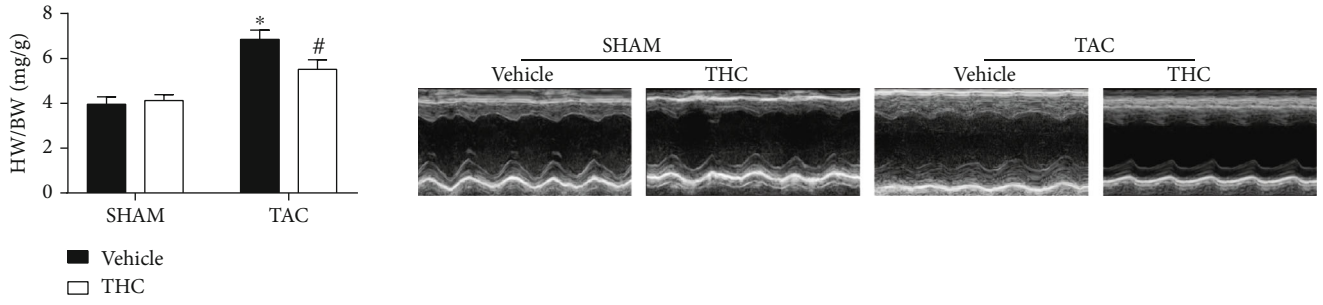 HW/BW (mg/g)
8
6
4
2
0
*
#
SHAM
TAC
Vehicle
THC
SHAM
TAC
Vehicle
THC
Vehicle
THC